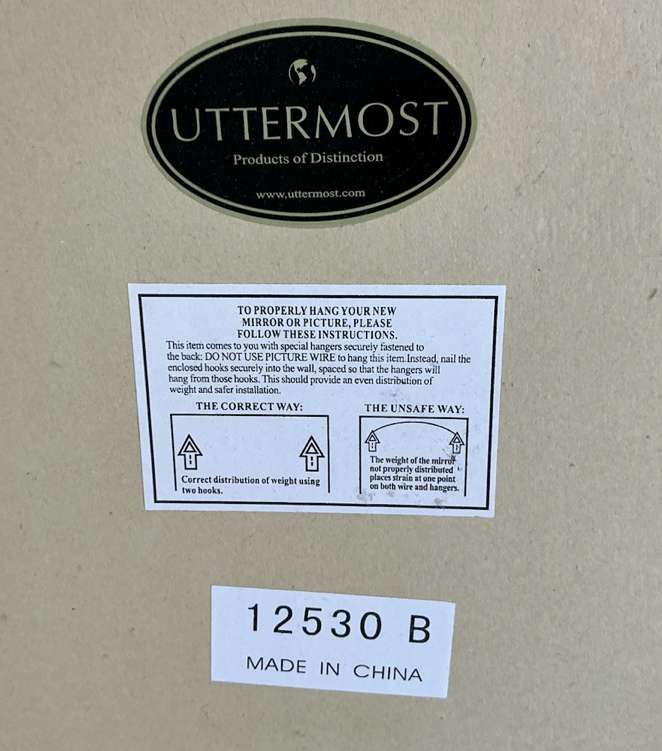 UTTERMOST
Products of Distinction
www.uttermost.com
TO PROPERLY HANG YOUR NEW
MIRROR OR PICTURE, PLEASE
FOLLOW THESE INSTRUCTIONS.
This item comes to you with special hangers securely fastened to
the back: DO NOT USE PICTURE WIRE to hang this item.Instead, nail the
enclosed hooks securely into the wall, spaced so that the hangers will
hang from those hooks. This should provide an even distribution of
weight and safer installation.
THE CORRECT WAY:
Correct distribution of weight using
two hooks.
THE UNSAFE WAY:
The weight of the mirror
not properly distributed
places strain at one point
on both wire and hangers.
12530 B
MADE IN CHINA